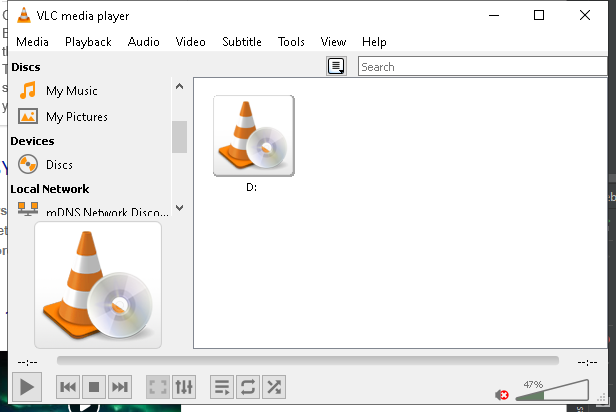 VLC media player
Media Playback Audio Video Subtitle Tools View Help
Discs
Search
My Music
My Pictures
Devices
Discs
Local Network
mDNS Network Disco...
D:
--:--
--:--
47%